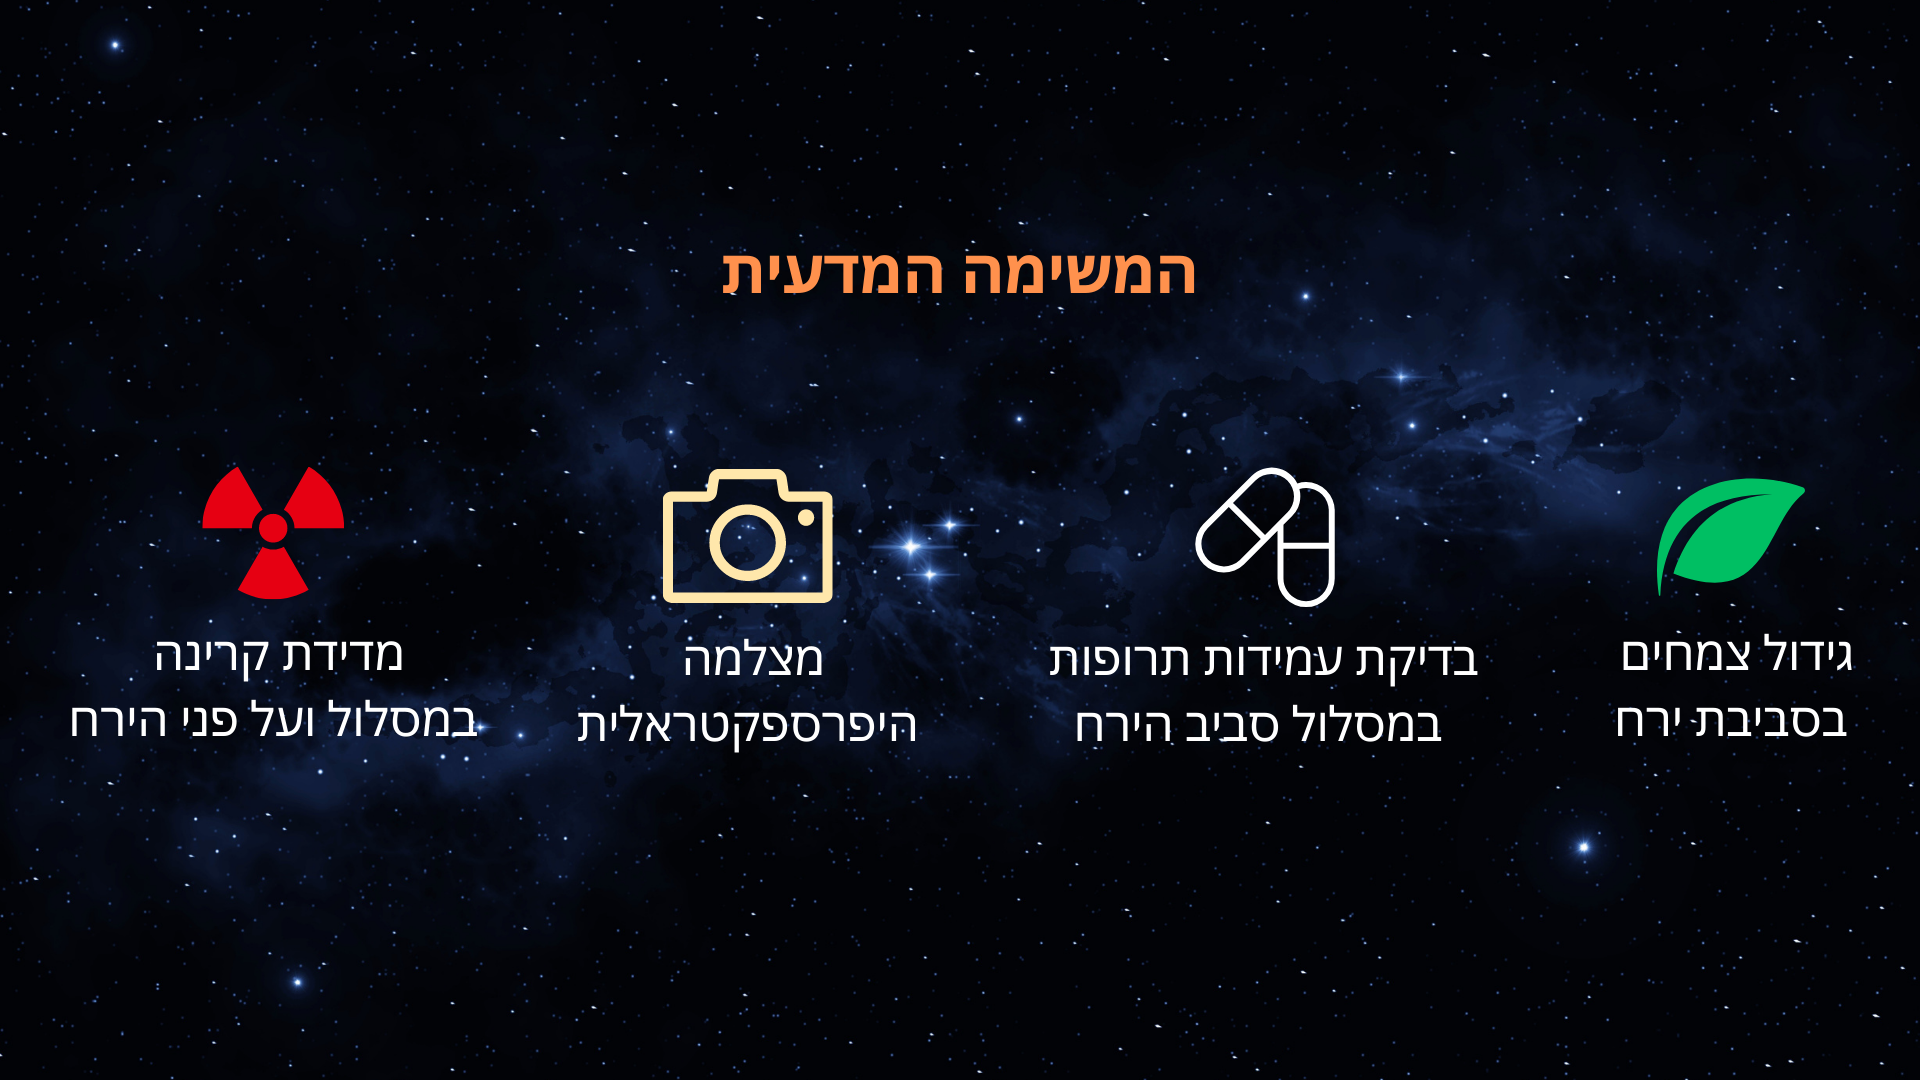 המשימה המדעית
גידול צמחים
בסביבת ירח
בדיקת עמידות תרופות
במסלול סביב הירח
מצלמה
היפרספקטראלית
מדידת קרינה
במסלול ועל פני הירח